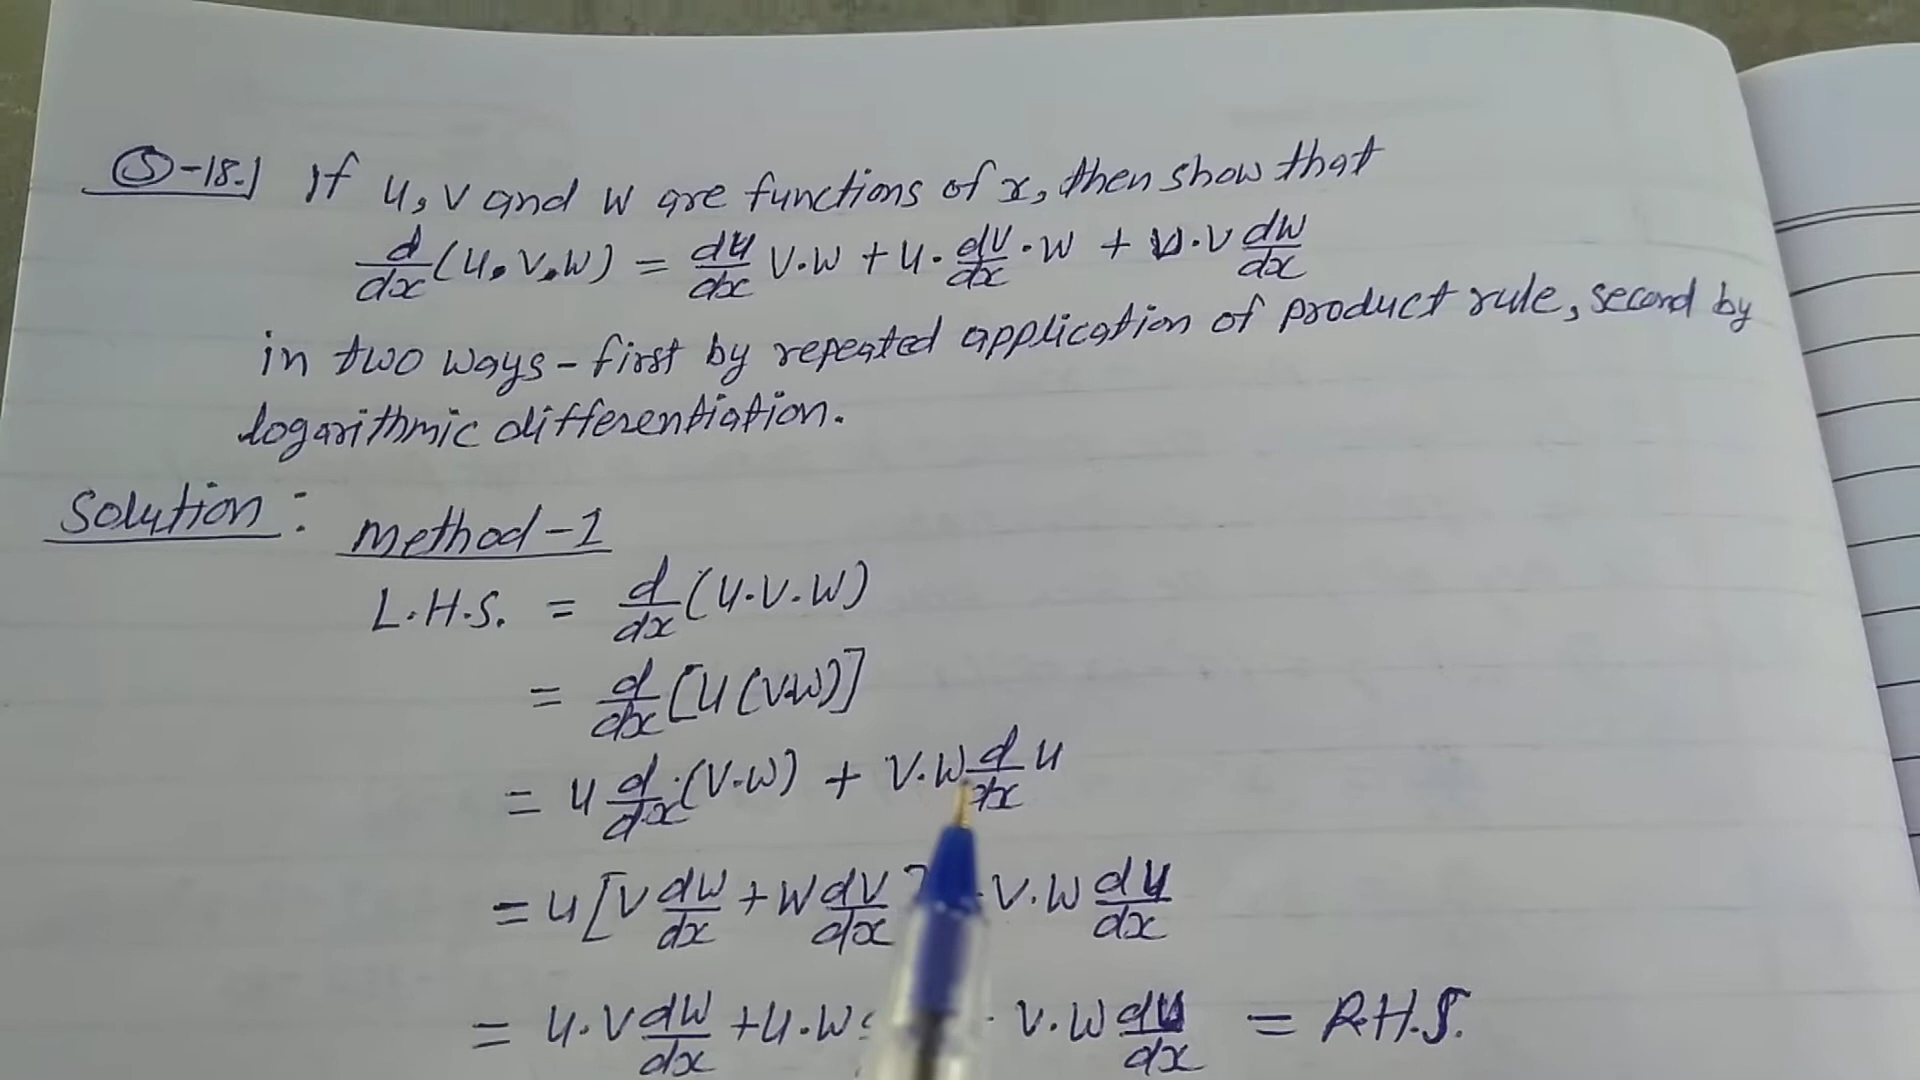 (5)-18.) If u, v and w are functions of x, then show that
d/dx (u.v.w) = du/dx v.w + u. dv/dx .w + u.v dw/dx
in two ways - first by repeated application of product rule, second by
logarithmic differentiation.
Solution: Method-1
L.H.S. = d/dx (u.v.w)
= d/dx [u (v.w)]
= u d/dx (v.w) + v.w d/dx u
= u [v dw/dx + w dv/dx] v.w du/dx
= u.v dw/dx + u.w v.w du/dx = R.H.S.